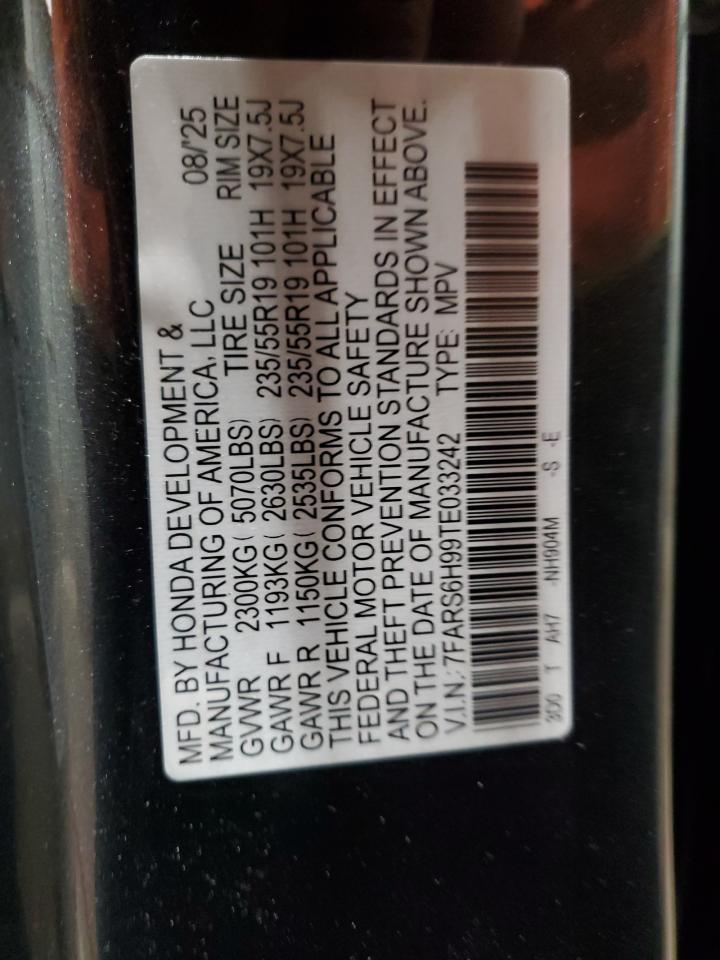 MFD. BY HONDA DEVELOPMENT & 08/'25
MANUFACTURING OF AMERICA, LLC
GVWR 2300KG( 5070LBS) TIRE SIZE RIM SIZE
GAWR F 1193KG( 2630LBS) 235/55R19 101H 19X7.5J
GAWR R 1150KG( 2535LBS) 235/55R19 101H 19X7.5J
THIS VEHICLE CONFORMS TO ALL APPLICABLE
FEDERAL MOTOR VEHICLE SAFETY
AND THEFT PREVENTION STANDARDS IN EFFECT
ON THE DATE OF MANUFACTURE SHOWN ABOVE.
V.I.N.: 7FARS6H99TE033242 TYPE: MPV
300 T AH7 -NH904M -S -E